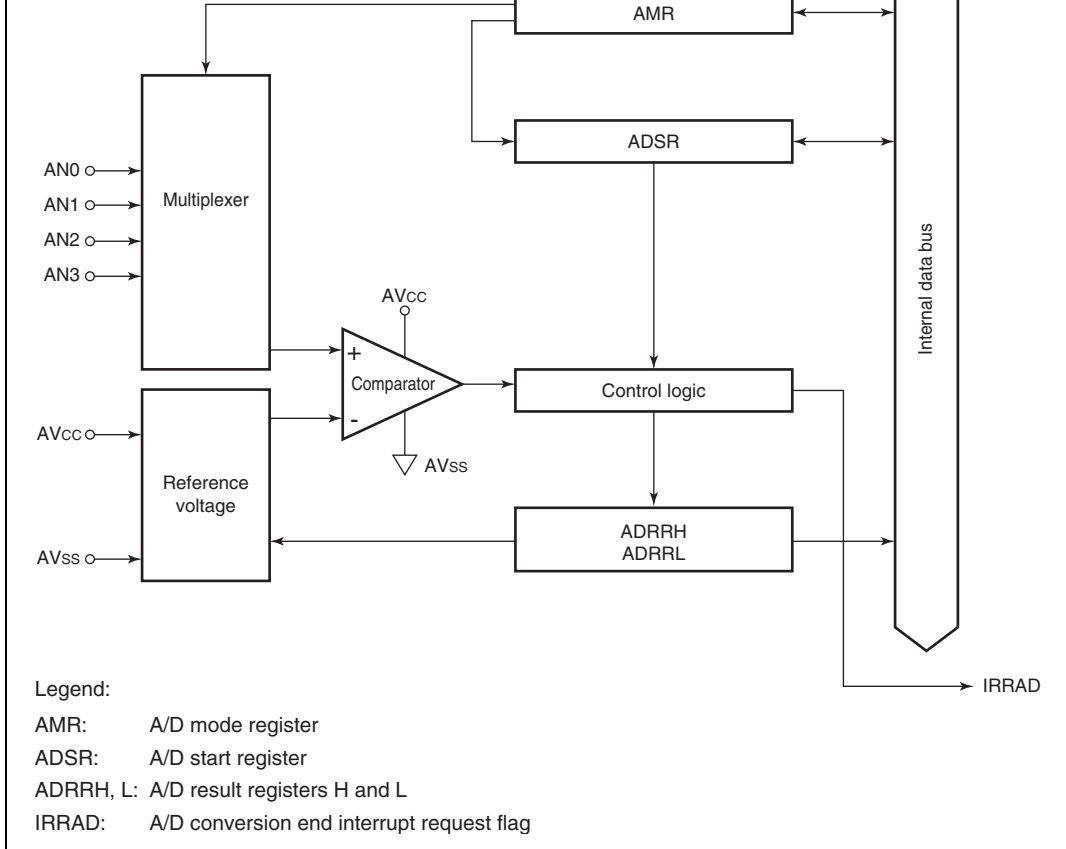 AMR
ADSR
AN0
AN1
AN2
AN3
Multiplexer
Internal data bus
AVCC
+
Comparator
-
AVSS
Control logic
AVCC
Reference
voltage
AVSS
ADRRH
ADRRL
IRRAD
Legend:
AMR: A/D mode register
ADSR: A/D start register
ADRRH, L: A/D result registers H and L
IRRAD: A/D conversion end interrupt request flag